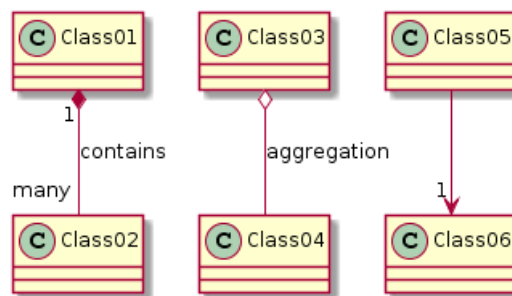 C Class01
C Class03
C Class05
1
contains
aggregation
many
1
C Class02
C Class04
C Class06